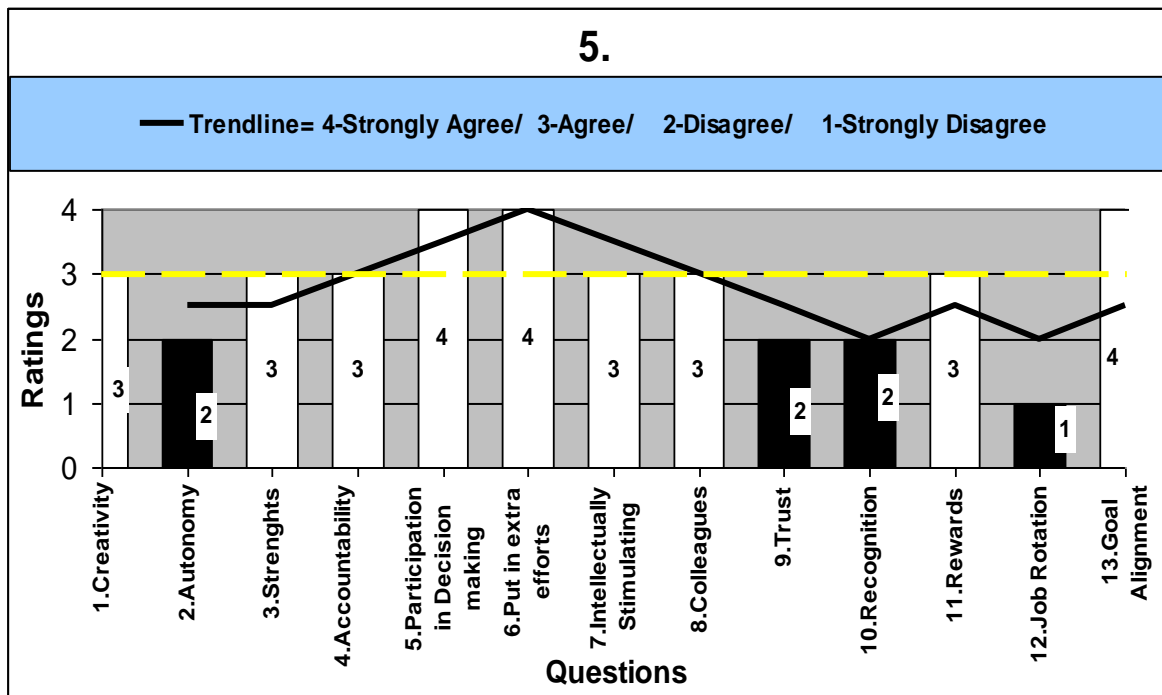 5.
Trendline= 4-Strongly Agree/ 3-Agree/ 2-Disagree/ 1-Strongly Disagree
Ratings
4
3
2
1
0
3
2
3
3
4
4
3
3
2
2
3
1
4
1.Creativity
2.Autonomy
3.Strenghts
4.Accountability
5.Participation
in Decision
making
6.Put in extra
efforts
7.Intellectually
Stimulating
8.Colleagues
9.Trust
10.Recognition
11.Rewards
12.Job Rotation
13.Goal
Alignment
Questions